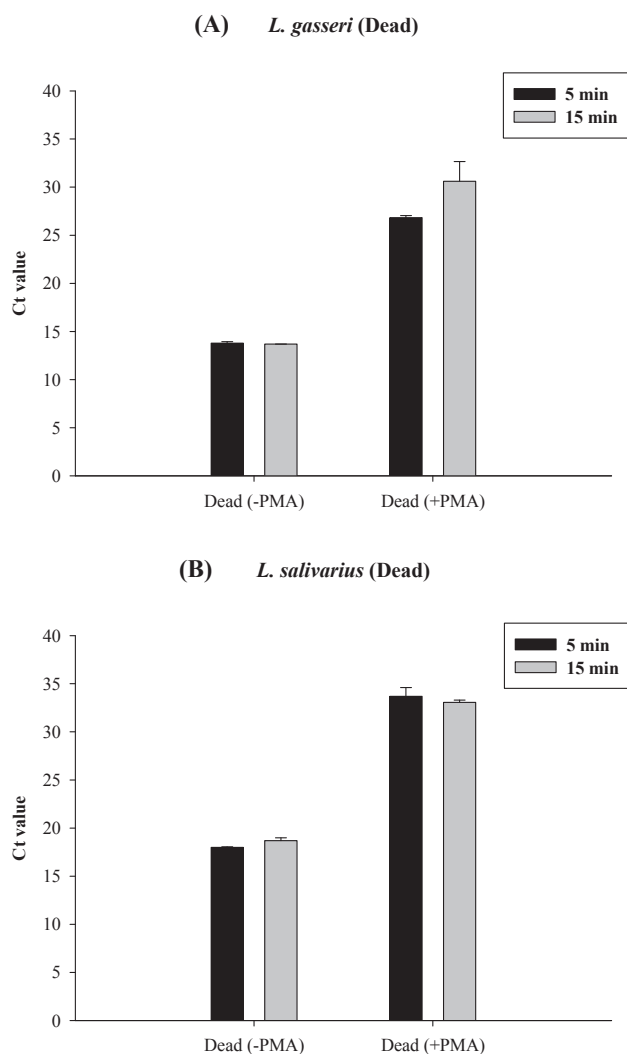 (A) L. gasseri (Dead)
5 min
15 min
40
35
30
25
20
15
10
5
0
Ct value
Dead (-PMA) Dead (+PMA)
(B) L. salivarius (Dead)
5 min
15 min
40
35
30
25
20
15
10
5
0
Ct value
Dead (-PMA) Dead (+PMA)